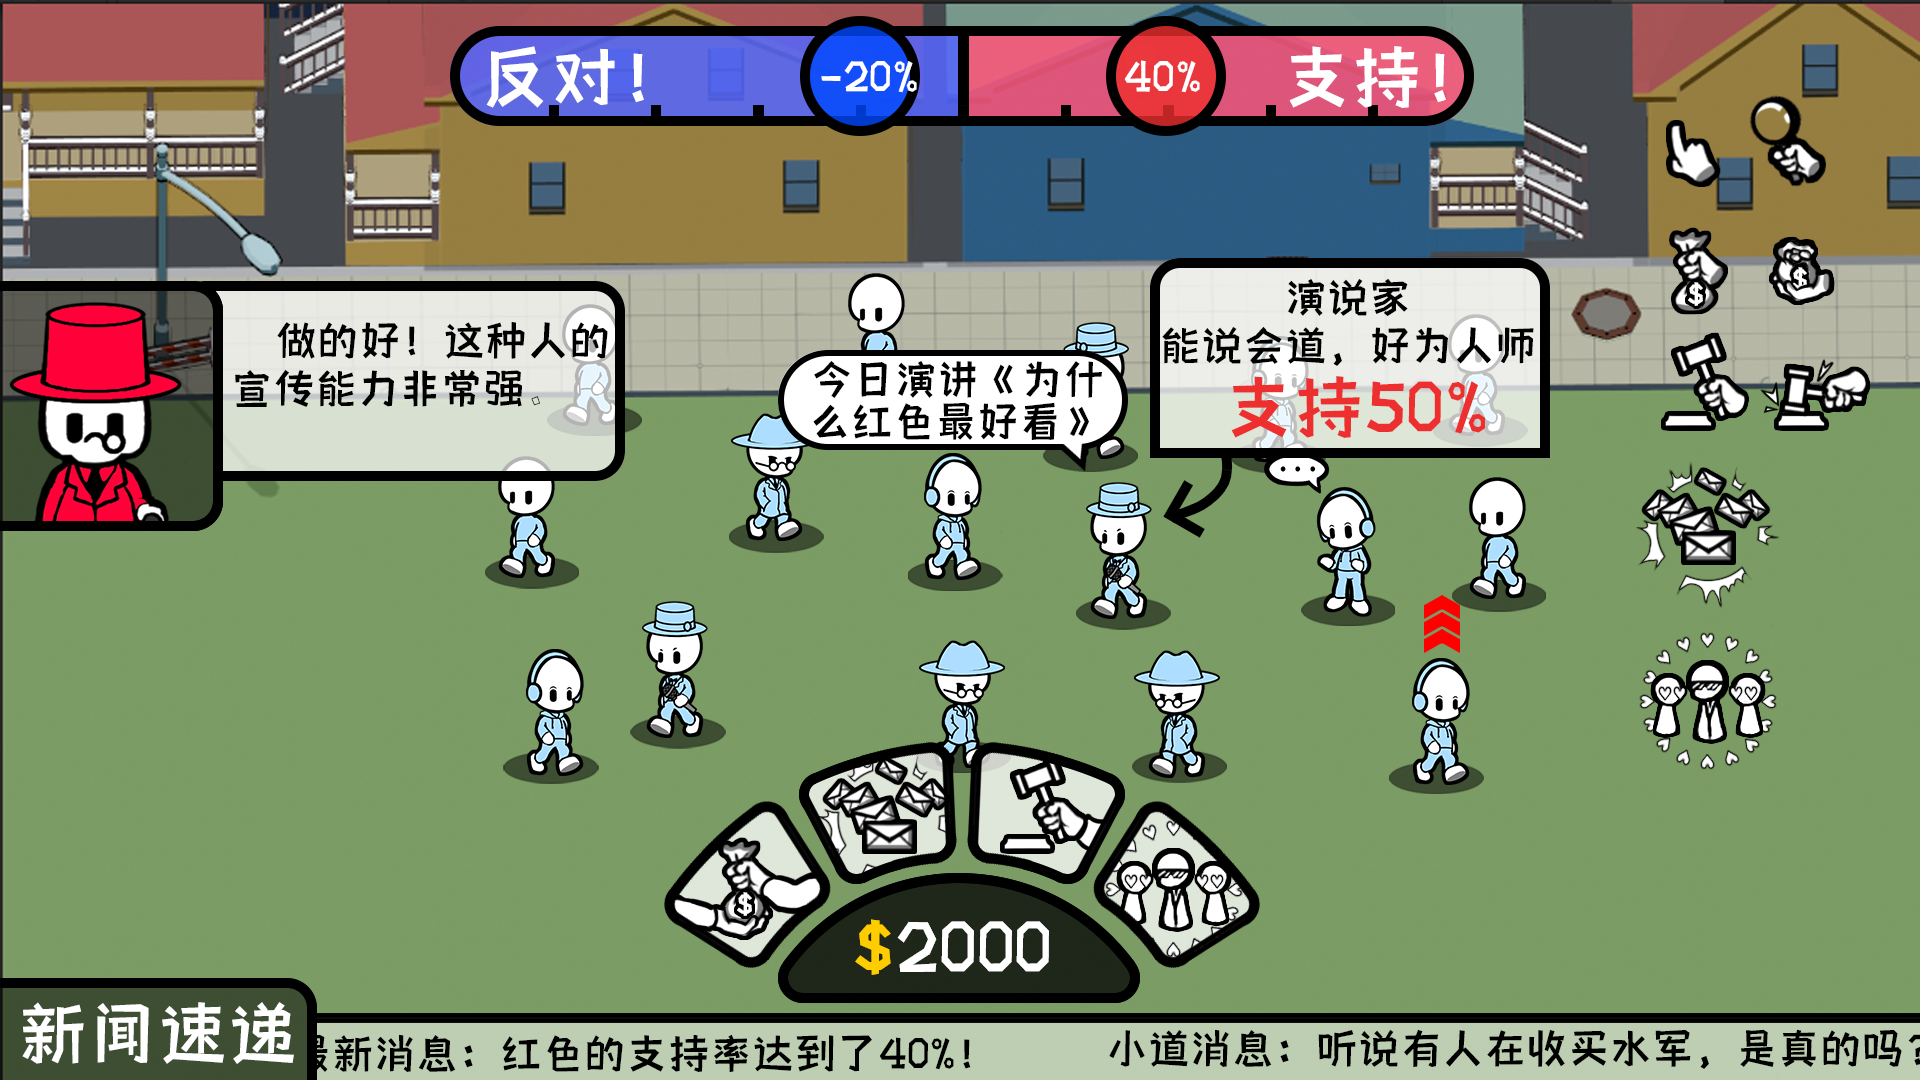 反对!
-20%
40%
支持!
做的好！这种人的
宣传能力非常强。
今日演讲《为什
么红色最好看》
演说家
能说会道，好为人师
支持50%
$2000
新闻速递
最新消息：红色的支持率达到了40%！
小道消息：听说有人在收买水军，是真的吗?